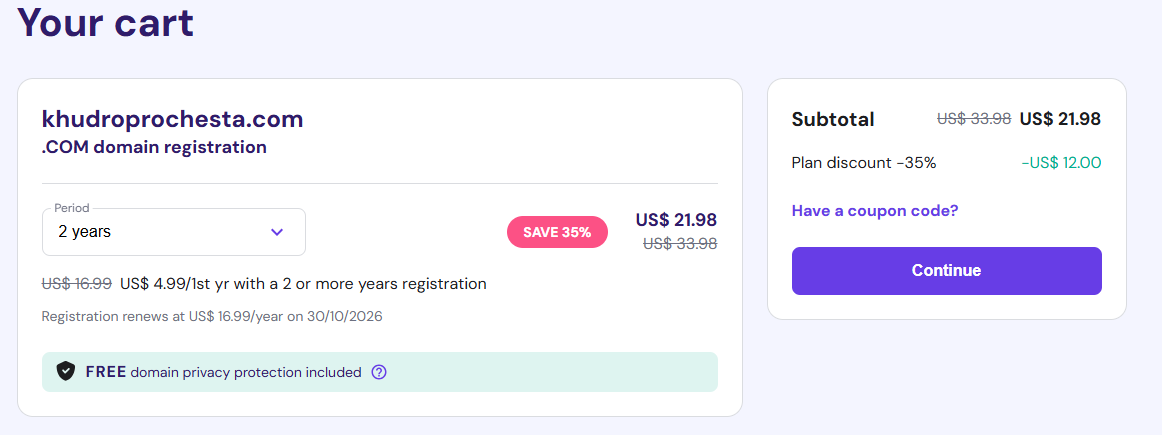 Your cart
khudroprochesta.com
.COM domain registration
Period
2 years
SAVE 35%
US$ 21.98
US$ 33.98
US$ 16.99 US$ 4.99/1st yr with a 2 or more years registration
Registration renews at US$ 16.99/year on 30/10/2026
FREE domain privacy protection included
Subtotal US$ 33.98 US$ 21.98
Plan discount -35% -US$ 12.00
Have a coupon code?
Continue